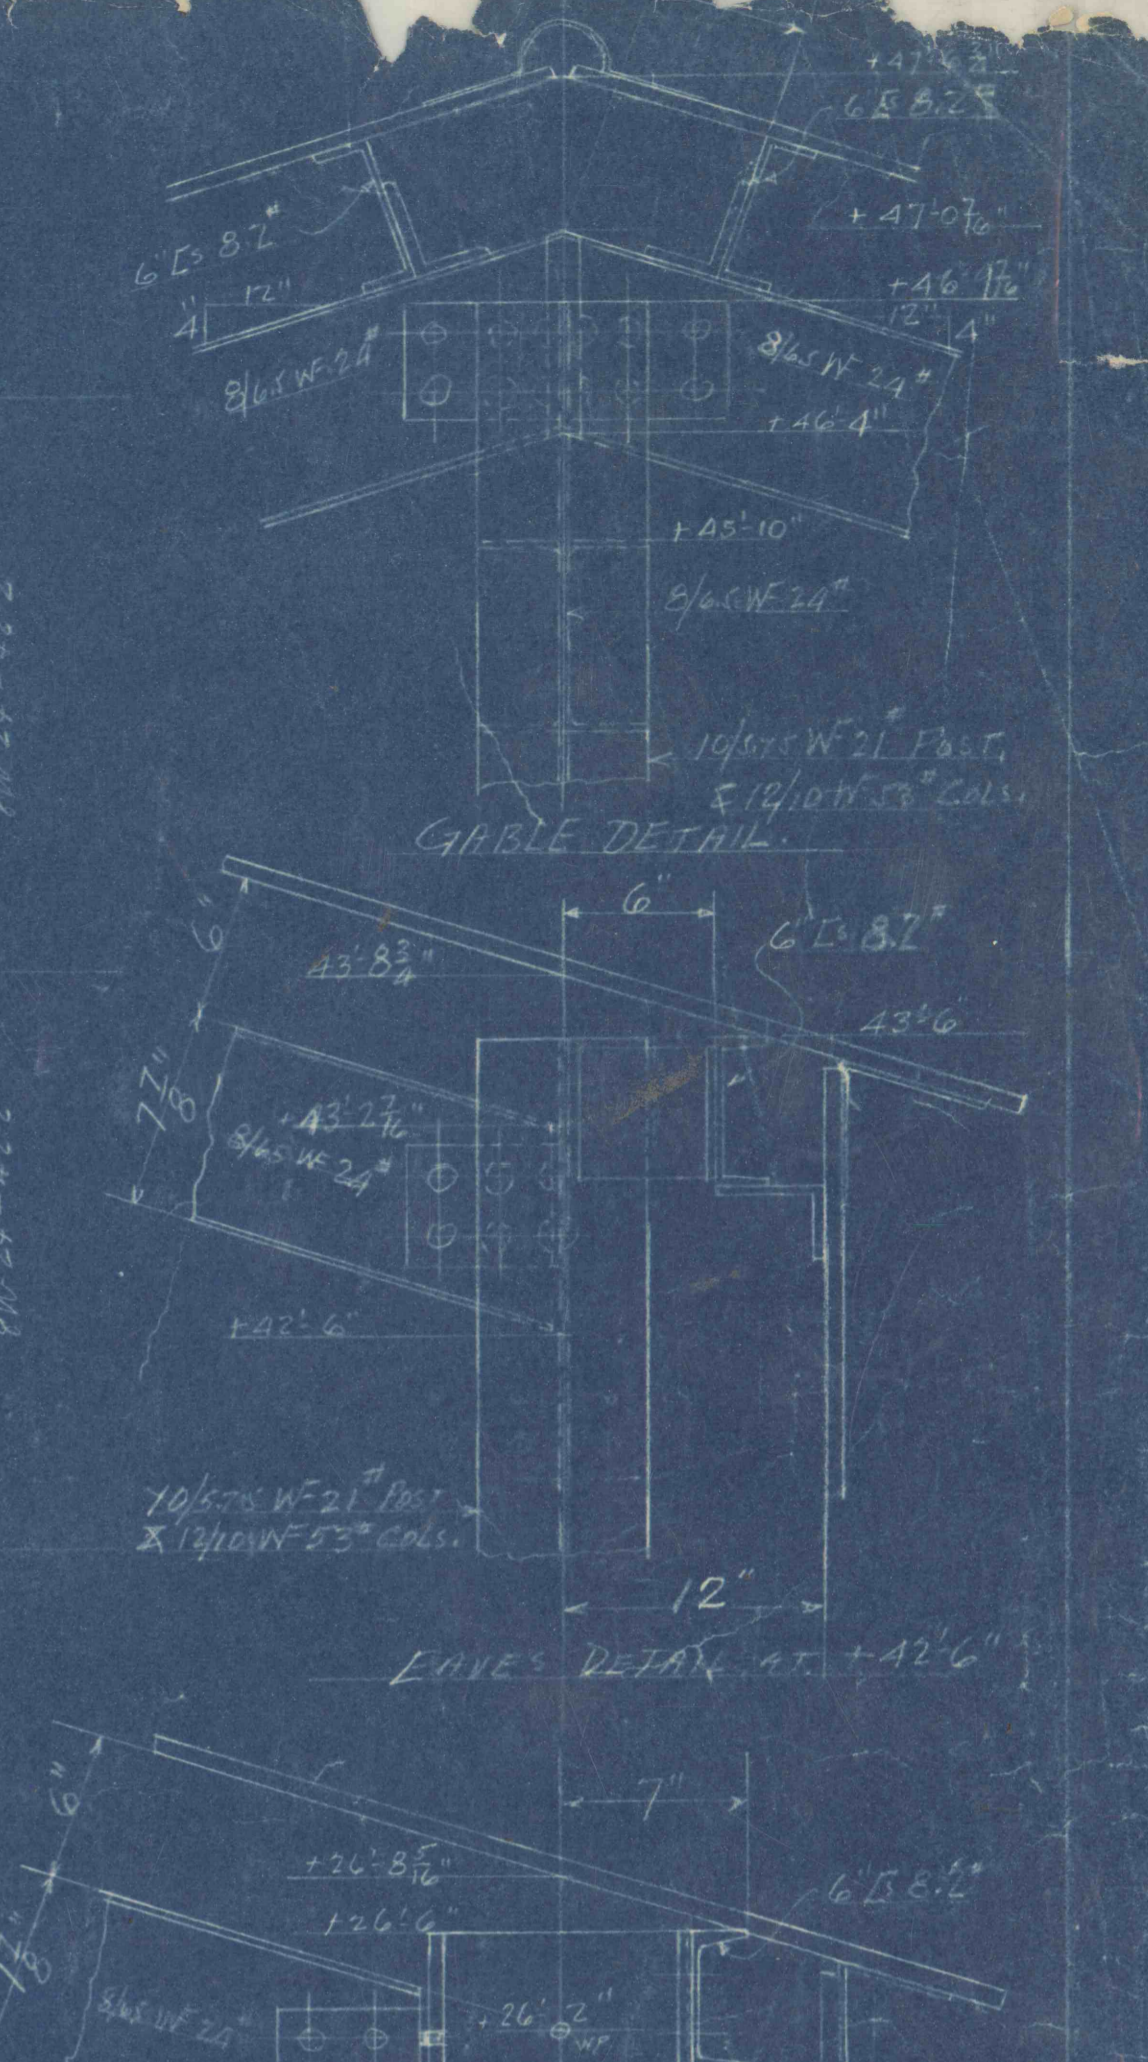 6" [s 8.2#
+ 47'-0 7/16"
6" [s 8.2#
12"
4"
+46'-9 7/16"
12"
4"
8/6.5 WF 24#
8/6.5 WF 24#
+ 46'-4"
+ 45'-10"
8/6.5 WF 24#
10/5.75 WF 21# POST.
& 12/10 WF 53# COLS.
GABLE DETAIL.
6"
6"
6" [s 8.2#
43'-8 3/4"
43'-6"
7 7/8"
+43'-2 7/16"
8/6.5 WF 24#
+42'-6"
10/5.75 WF 21# POST
& 12/10 WF 53# COLS.
12"
EAVES DETAIL AT. +42'-6"
6"
7"
+26'-8 5/16"
6" [s 8.2#
+26'-6"
8/6.5 WF 24#
+26'-2"
WP.